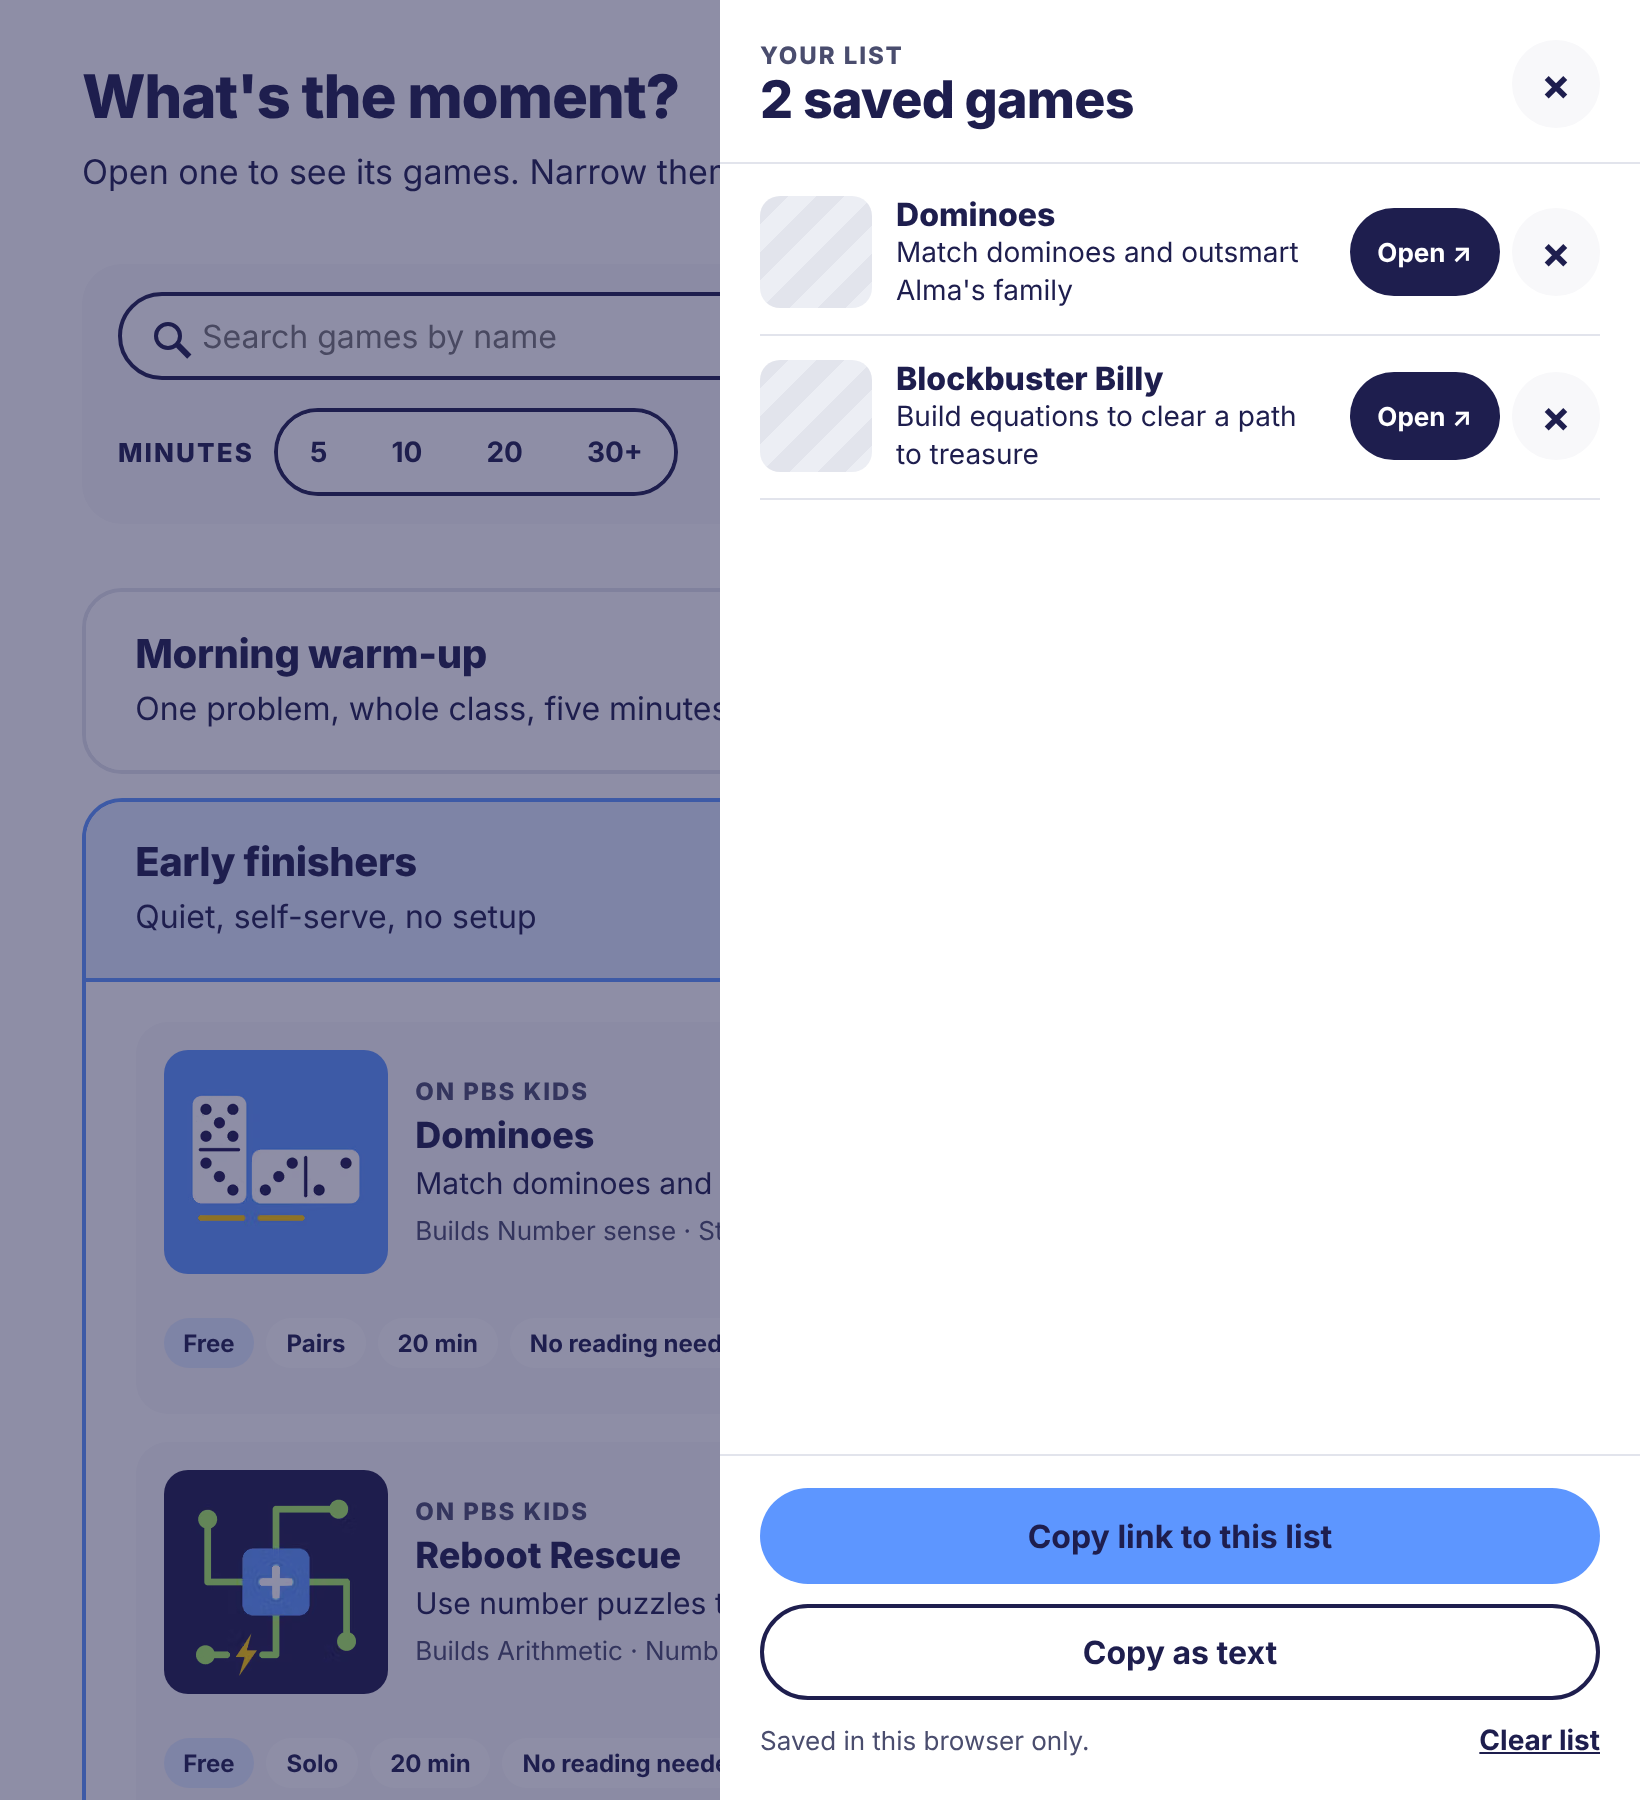 What's the moment?
Open one to see its games. Narrow
Search games by name
MINUTES 5 10 20 30+
Morning warm-up
One problem, whole class, five minutes
Early finishers
Quiet, self-serve, no setup
ON PBS KIDS
Dominoes
Match dominoes and
Builds Number sense ·
Free Pairs 20 min No reading
ON PBS KIDS
Reboot Rescue
Use number puzzles
Builds Arithmetic ·
Free Solo 20 min No reading
YOUR LIST
2 saved games
×
Dominoes
Match dominoes and outsmart
Alma's family
Open ↗ ×
Blockbuster Billy
Build equations to clear a path
to treasure
Open ↗ ×
Copy link to this list
Copy as text
Saved in this browser only. Clear list